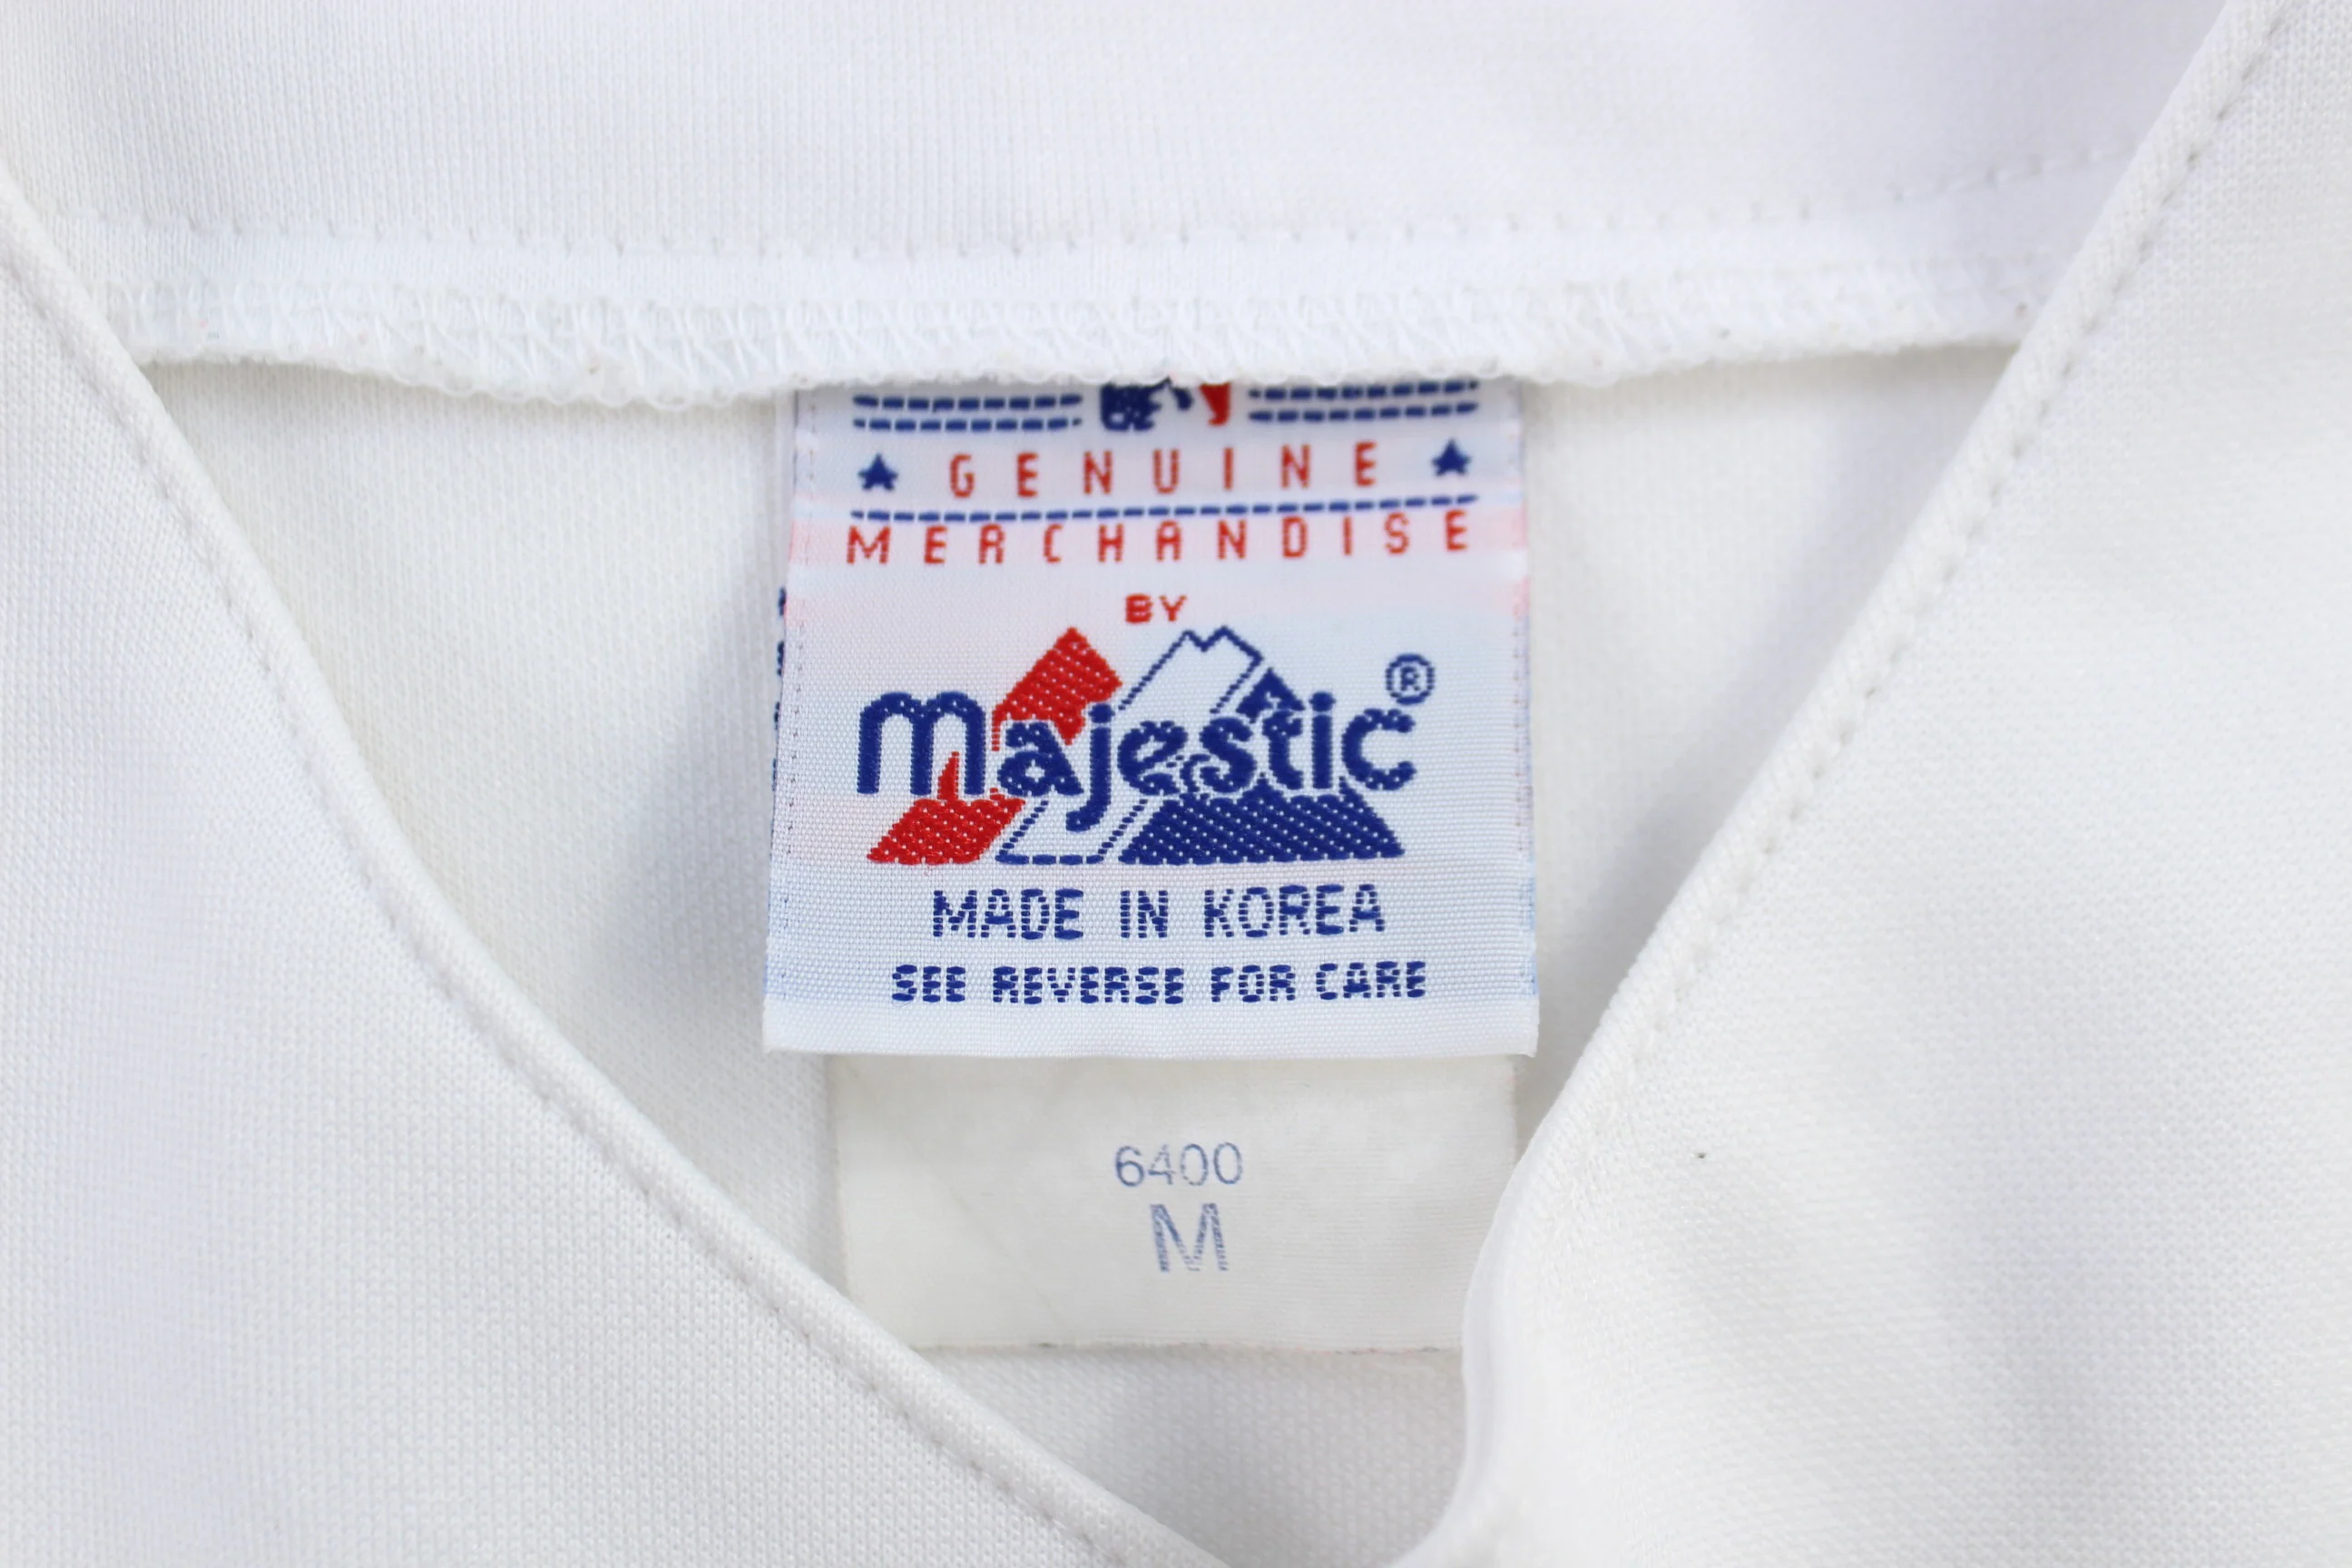 GENUINE
MERCHANDISE
BY
majestic®
MADE IN KOREA
SEE REVERSE FOR CARE
6400
M